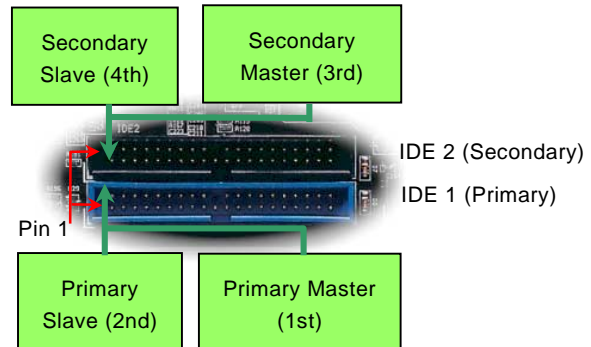 Secondary
Slave (4th)
Secondary
Master (3rd)
IDE2
IDE 2 (Secondary)
IDE 1 (Primary)
Pin 1
Primary
Slave (2nd)
Primary Master
(1st)